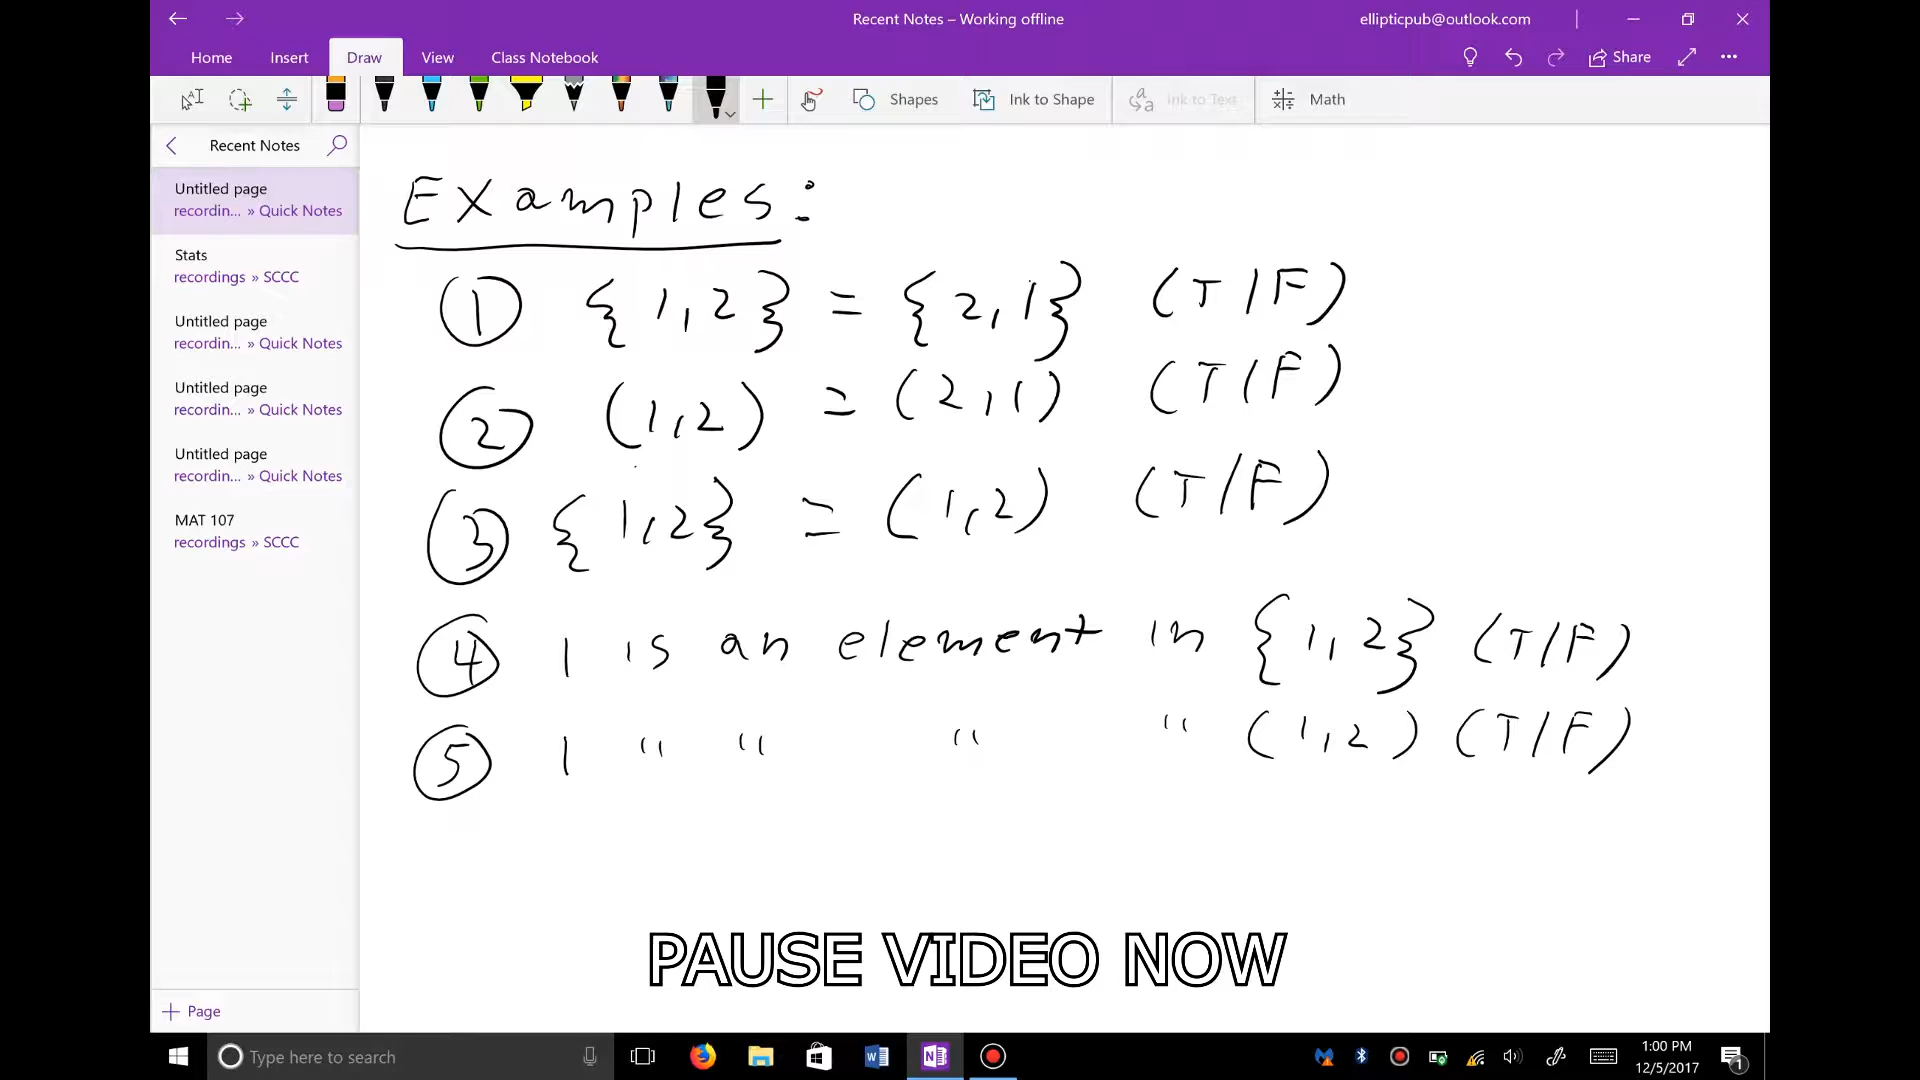 Recent Notes – Working offline
ellipticpub@outlook.com
Home Insert Draw View Class Notebook
Share
Shapes Ink to Shape Ink to Text Math
Recent Notes
Untitled page
recordin... » Quick Notes
Stats
recordings » SCCC
Untitled page
recordin... » Quick Notes
Untitled page
recordin... » Quick Notes
Untitled page
recordin... » Quick Notes
MAT 107
recordings » SCCC
Page
Examples:
① {1,2} = {2,1} (T/F)
② (1,2) = (2,1) (T/F)
③ {1,2} = (1,2) (T/F)
④ 1 is an element in {1,2} (T/F)
⑤ 1 " " " " (1,2) (T/F)
PAUSE VIDEO NOW
Type here to search
1:00 PM
12/5/2017
1